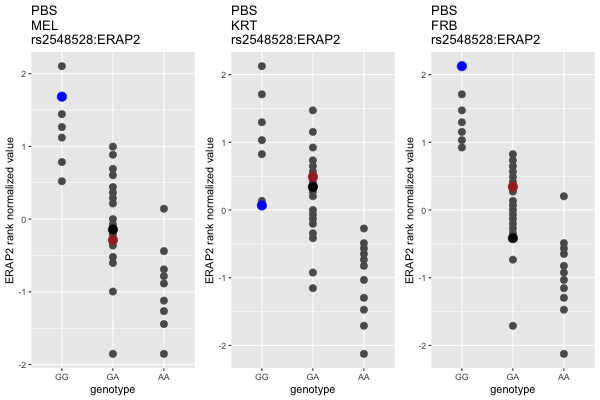 PBS
MEL
rs2548528:ERAP2
ERAP2 rank normalized value
2
1
0
-1
-2
GG GA AA
genotype
PBS
KRT
rs2548528:ERAP2
ERAP2 rank normalized value
2
1
0
-1
-2
GG GA AA
genotype
PBS
FRB
rs2548528:ERAP2
ERAP2 rank normalized value
2
1
0
-1
-2
GG GA AA
genotype